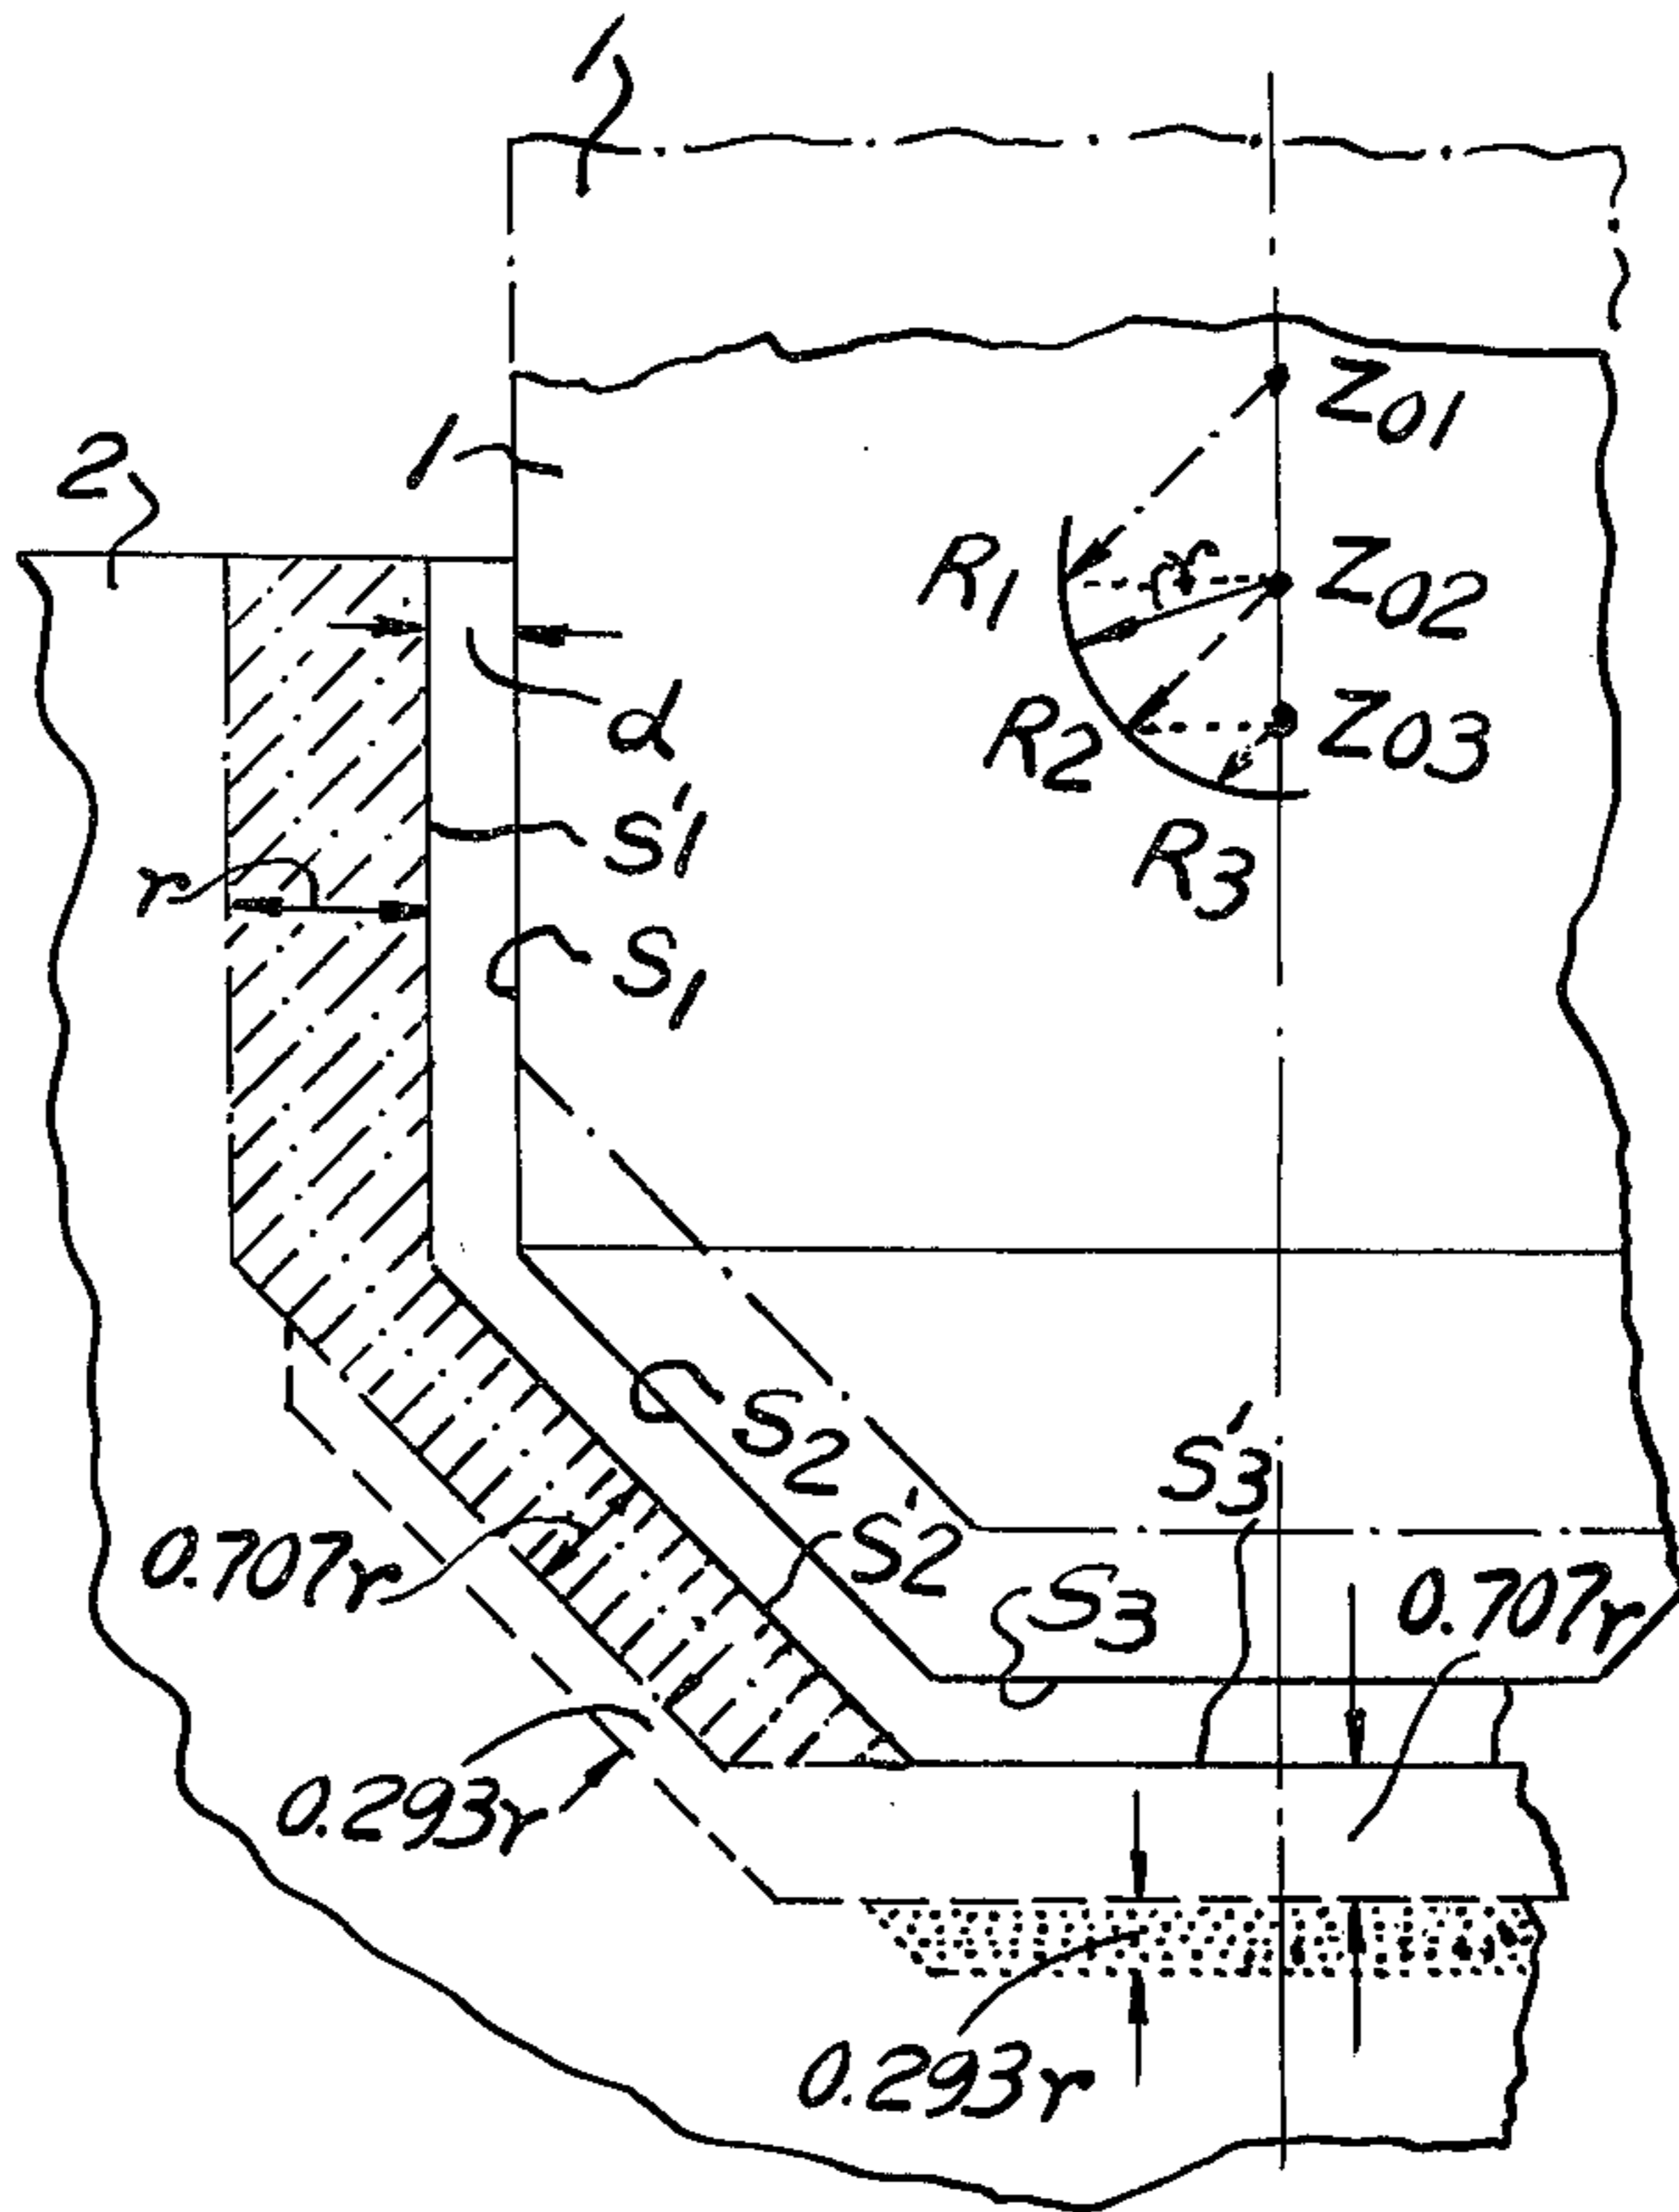 1
Z01
1
2
R1
γ
Z02
d
R2
Z03
S'1
R3
r
S1
S2
S'3
0.707r
S'2
S3
0.707r
0.293r
0.293r